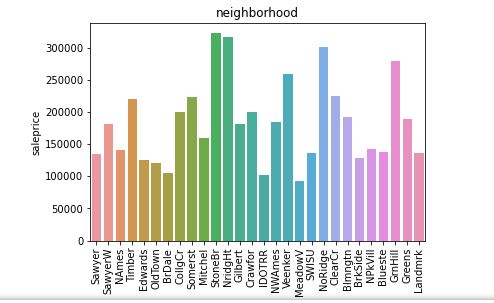 neighborhood
saleprice
300000
250000
200000
150000
100000
50000
0
Sawyer
SawyerW
NAmes
Timber
Edwards
OldTown
BrDale
CollgCr
Somerst
Mitchel
StoneBr
NridgHt
Gilbert
Crawfor
IDOTRR
NWAmes
Veenker
MeadowV
SWISU
NoRidge
ClearCr
Blmngtn
BrkSide
NPkVill
Blueste
GrnHill
Greens
Landmrk